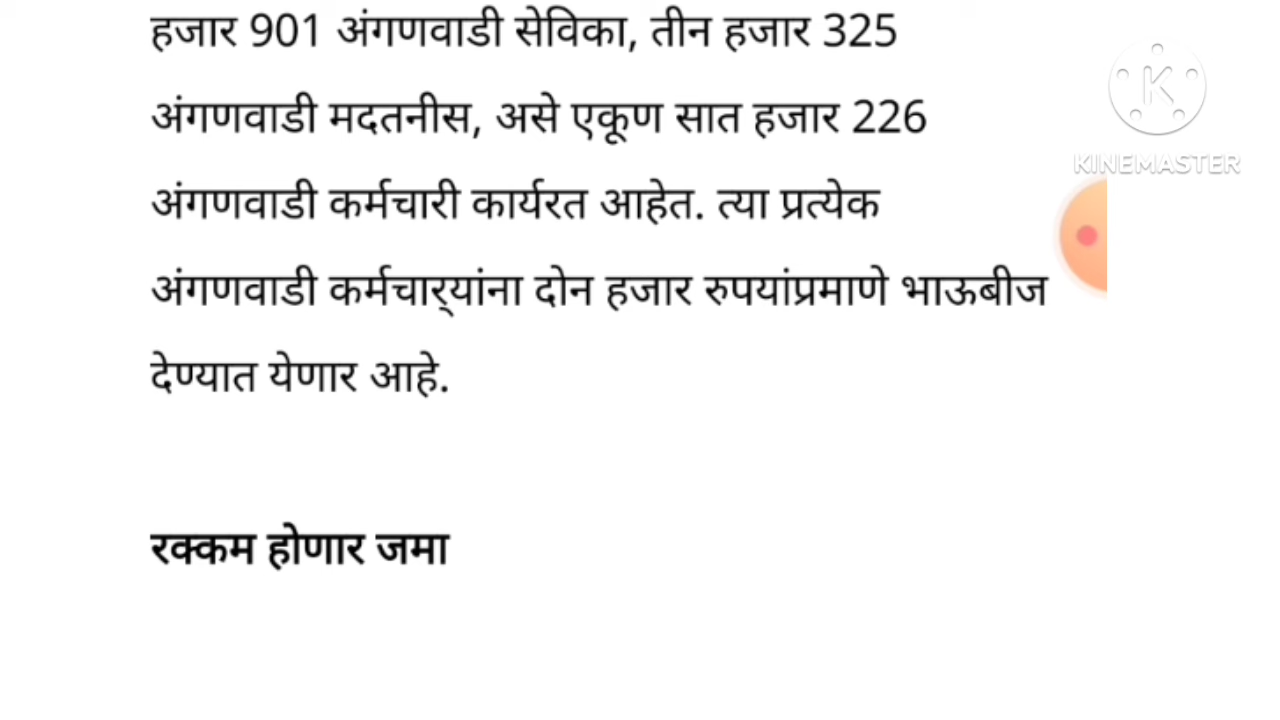 हजार 901 अंगणवाडी सेविका, तीन हजार 325
अंगणवाडी मदतनीस, असे एकूण सात हजार 226
अंगणवाडी कर्मचारी कार्यरत आहेत. त्या प्रत्येक
अंगणवाडी कर्मचार्‍यांना दोन हजार रुपयांप्रमाणे भाऊबीज
देण्यात येणार आहे.
रक्कम होणार जमा
K
KINEMASTER